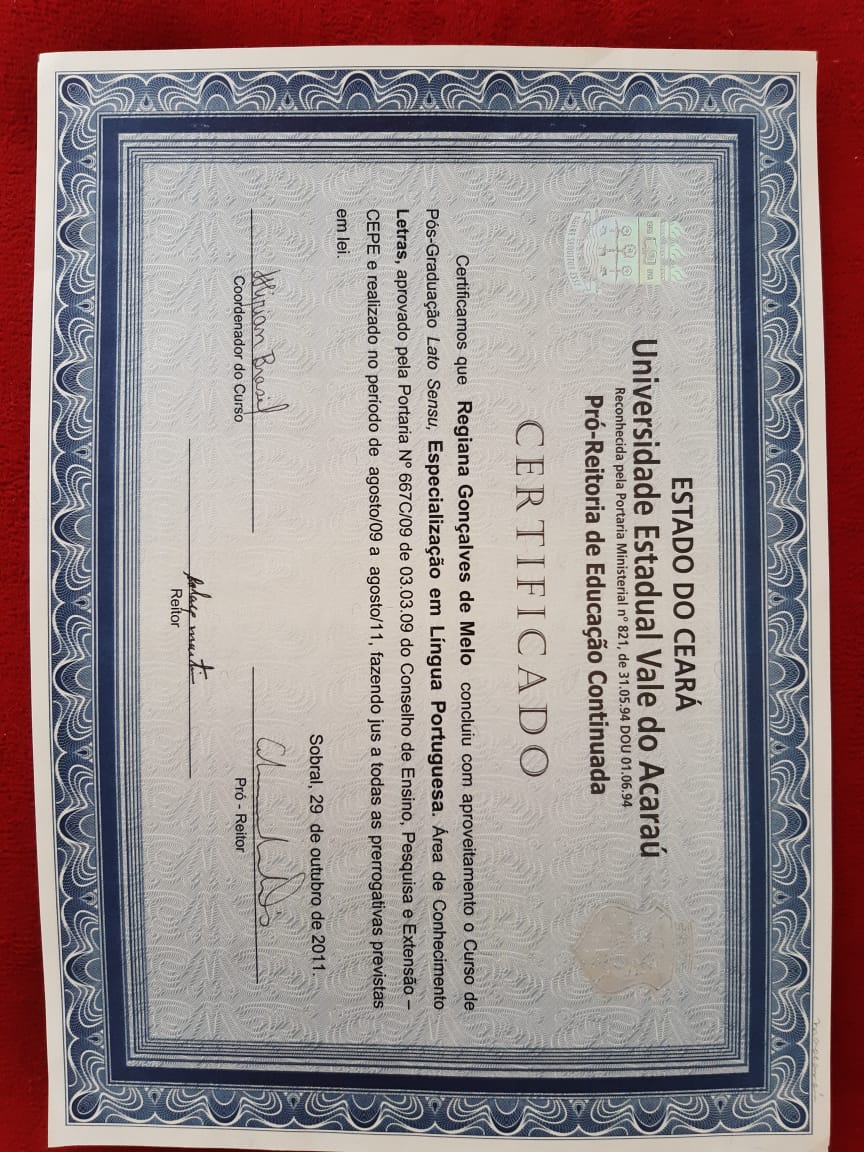 ESTADO DO CEARÁ
Universidade Estadual Vale do Acaraú
Reconhecida pela Portaria Ministerial nº 821, de 31.05.94 DOU 01.06.94
Pró-Reitoria de Educação Continuada
CERTIFICADO
Certificamos que Regiana Gonçalves de Melo concluiu com aproveitamento o Curso de
Pós-Graduação Lato Sensu, Especialização em Língua Portuguesa. Área de Conhecimento
Letras, aprovado pela Portaria Nº 667C/09 de 03.03.09 do Conselho de Ensino, Pesquisa e Extensão –
CEPE e realizado no período de agosto/09 a agosto/11, fazendo jus a todas as prerrogativas previstas
em lei.
Sobral, 29 de outubro de 2011.
Miriam Brasil
Coordenador do Curso
Pró - Reitor
Reitor